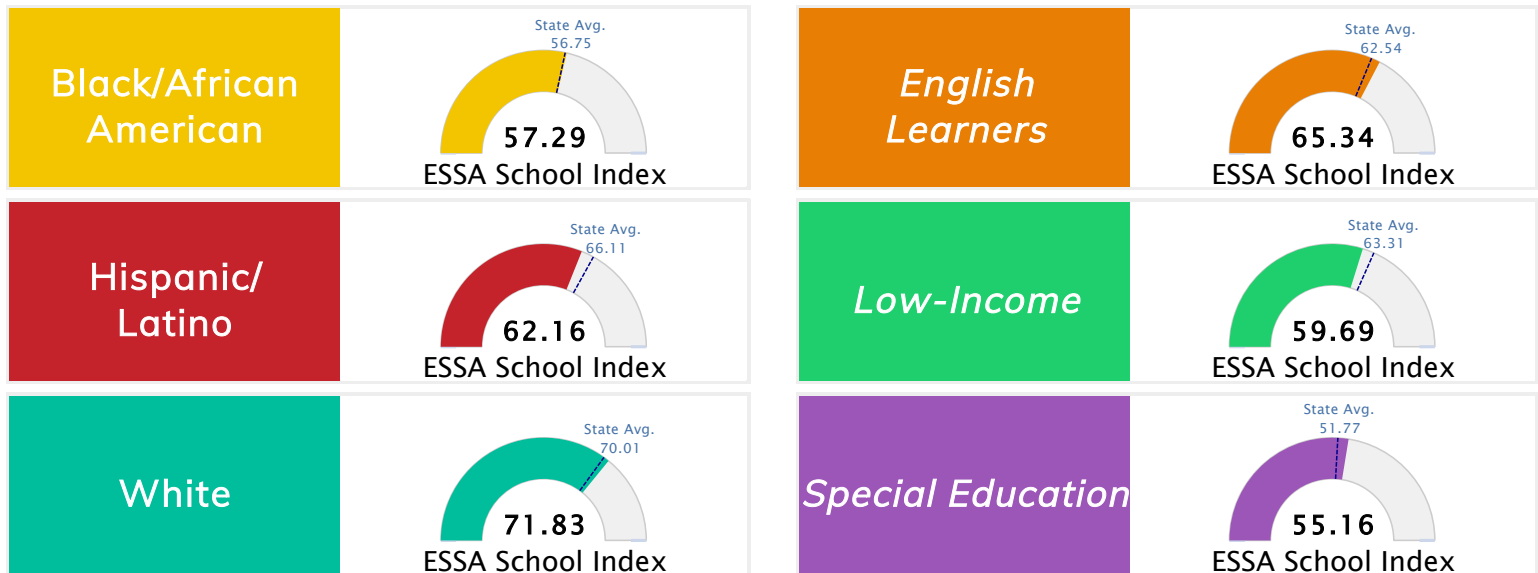 Black/African
American
State Avg.
56.75
57.29
ESSA School Index
English
Learners
State Avg.
62.54
65.34
ESSA School Index
Hispanic/
Latino
State Avg.
66.11
62.16
ESSA School Index
Low-Income
State Avg.
63.31
59.69
ESSA School Index
White
State Avg.
70.01
71.83
ESSA School Index
Special Education
State Avg.
51.77
55.16
ESSA School Index